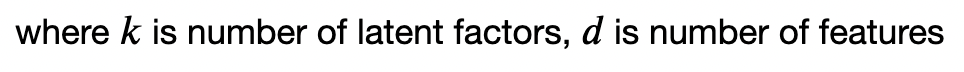 where k is number of latent factors, d is number of features